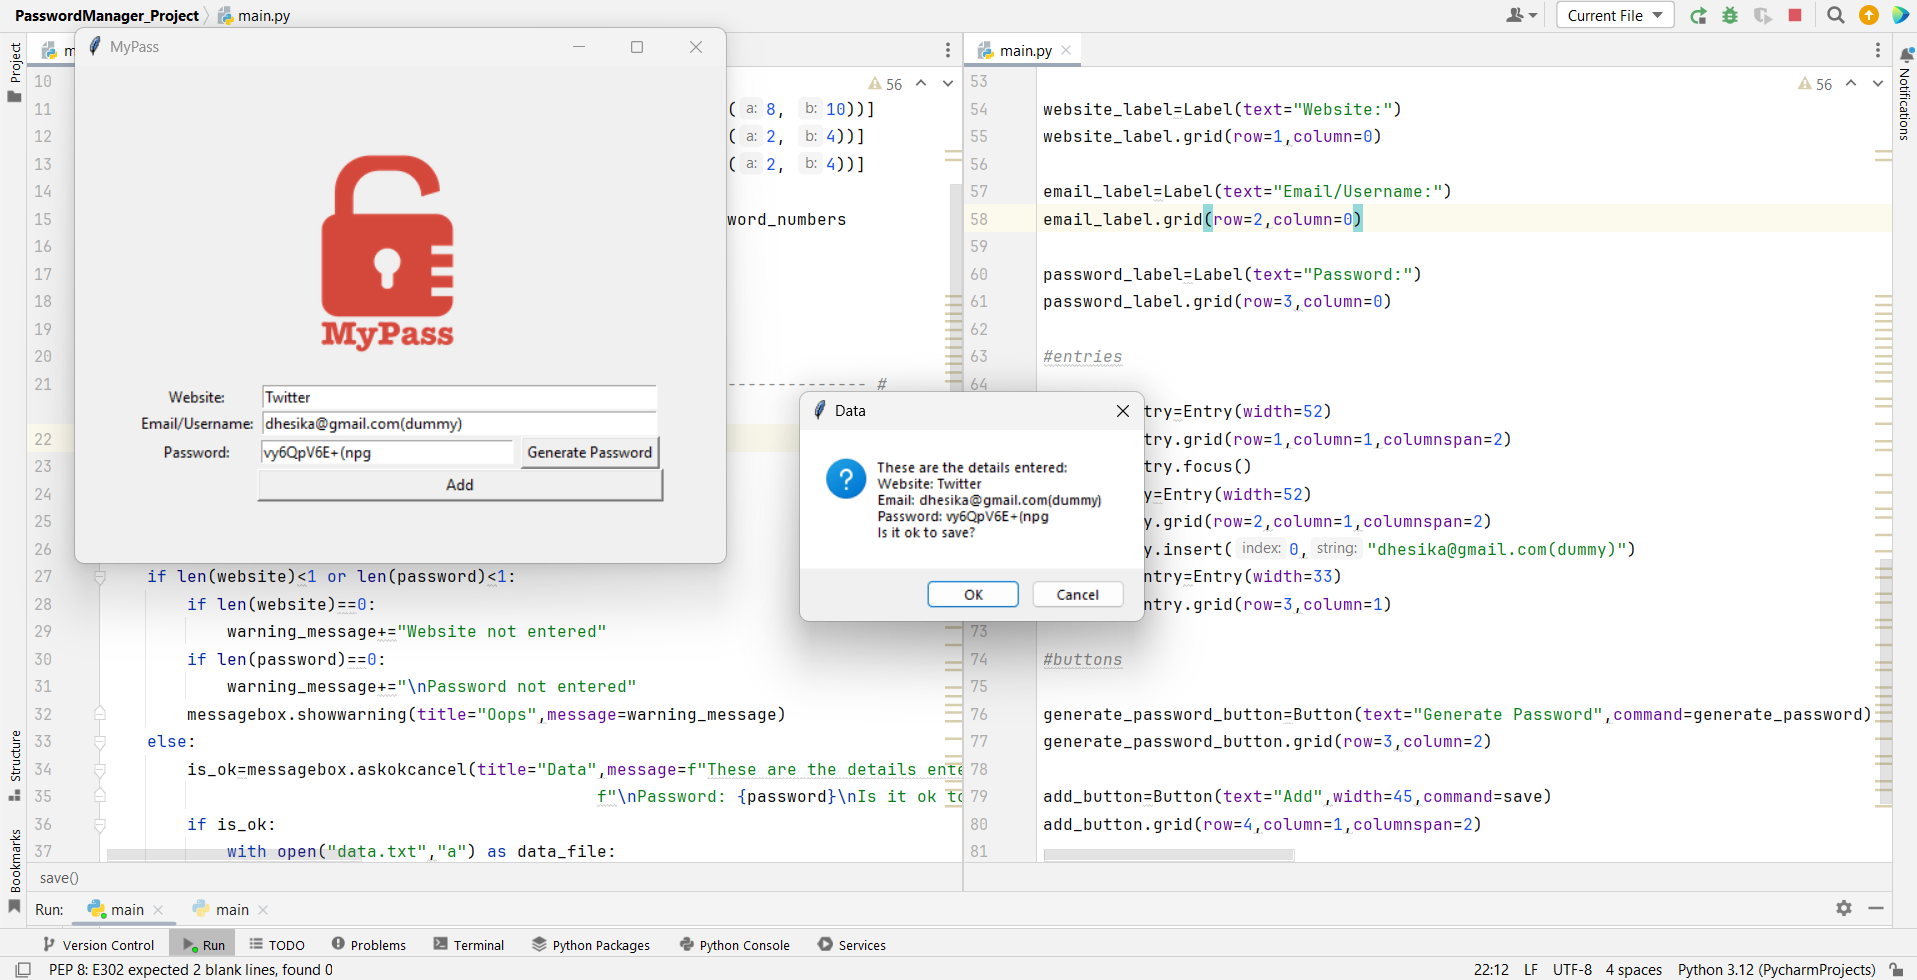 PasswordManager_Project
main.py
Current File
Project
MyPass
MyPass
Website:
Twitter
Email/Username:
dhesika@gmail.com(dummy)
Password:
vy6QpV6E+(npg
Generate Password
Add
56
10
11 ( a: 8, b: 10))]
12 ( a: 2, b: 4))]
13 ( a: 2, b: 4))]
14
15 word_numbers
16
17
18
19
20
21 -------------- #
22
23
24
25
26
27 if len(website)<1 or len(password)<1:
28 if len(website)==0:
29 warning_message+="Website not entered"
30 if len(password)==0:
31 warning_message+="\nPassword not entered"
32 messagebox.showwarning(title="Oops",message=warning_message)
33 else:
34 is_ok=messagebox.askokcancel(title="Data",message=f"These are the details ente
35 f"\nPassword: {password}\nIs it ok to
36 if is_ok:
37 with open("data.txt","a") as data_file:
save()
Data
These are the details entered:
Website: Twitter
Email: dhesika@gmail.com(dummy)
Password: vy6QpV6E+(npg
Is it ok to save?
OK
Cancel
main.py
56
53
54 website_label=Label(text="Website:")
55 website_label.grid(row=1,column=0)
56
57 email_label=Label(text="Email/Username:")
58 email_label.grid(row=2,column=0)
59
60 password_label=Label(text="Password:")
61 password_label.grid(row=3,column=0)
62
63 #entries
64
try=Entry(width=52)
try.grid(row=1,column=1,columnspan=2)
try.focus()
y=Entry(width=52)
y.grid(row=2,column=1,columnspan=2)
y.insert( index: 0, string: "dhesika@gmail.com(dummy)")
ntry=Entry(width=33)
ntry.grid(row=3,column=1)
73
74 #buttons
75
76 generate_password_button=Button(text="Generate Password",command=generate_password)
77 generate_password_button.grid(row=3,column=2)
78
79 add_button=Button(text="Add",width=45,command=save)
80 add_button.grid(row=4,column=1,columnspan=2)
81
Notifications
Structure
Bookmarks
Run: main main
Version Control Run TODO Problems Terminal Python Packages Python Console Services
PEP 8: E302 expected 2 blank lines, found 0
22:12 LF UTF-8 4 spaces Python 3.12 (PycharmProjects)